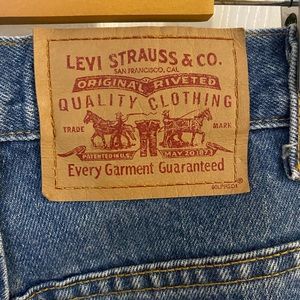 LEVI STRAUSS & CO.
SAN FRANCISCO, CAL.
ORIGINAL RIVETED
QUALITY CLOTHING
TRADE MARK
PATENTED IN U.S. MAY 20 187
Every Garment Guaranteed